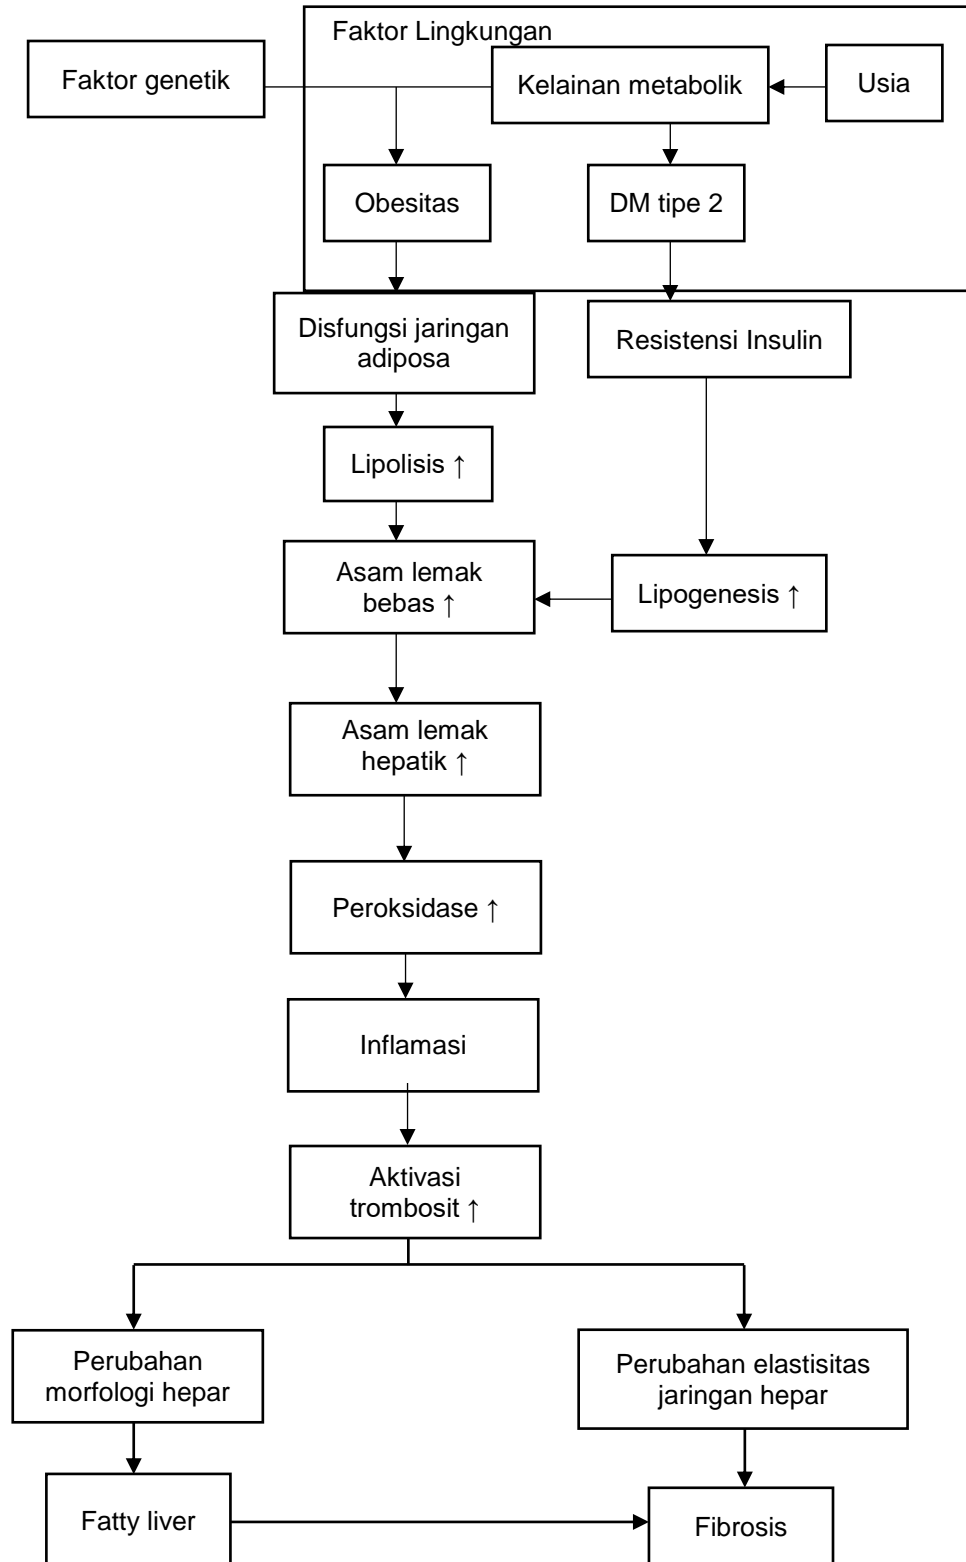 Faktor Lingkungan
Faktor genetik
Kelainan metabolik
Usia
Obesitas
DM tipe 2
Disfungsi jaringan
adiposa
Resistensi Insulin
Lipolisis ↑
Asam lemak
bebas ↑
Lipogenesis ↑
Asam lemak
hepatik ↑
Peroksidase ↑
Inflamasi
Aktivasi
trombosit ↑
Perubahan
morfologi hepar
Perubahan elastisitas
jaringan hepar
Fatty liver
Fibrosis